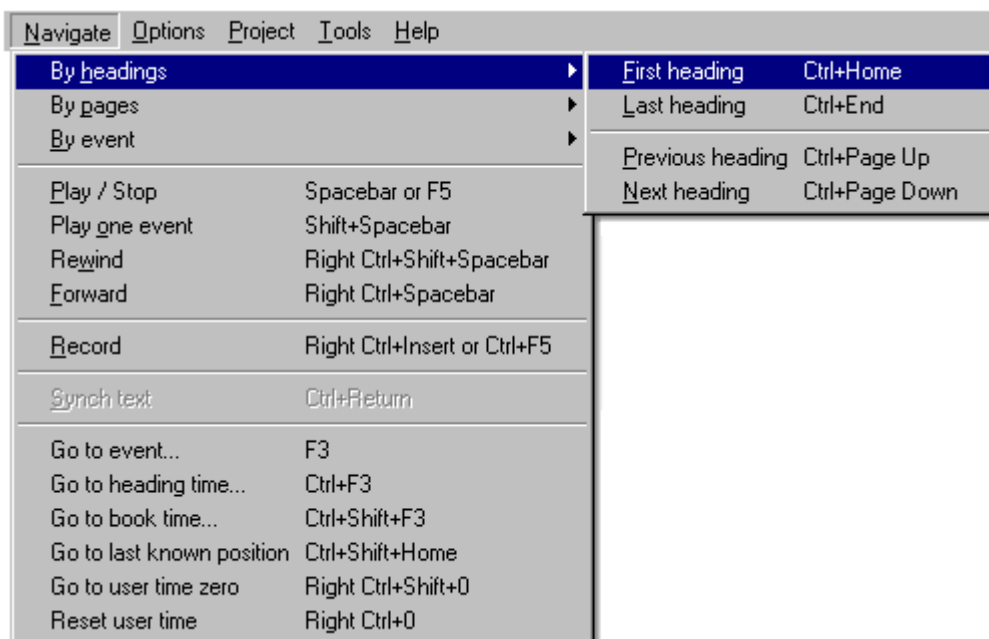 Navigate Options Project Tools Help
By headings
By pages
By event
Play / Stop Spacebar or F5
Play one event Shift+Spacebar
Rewind Right Ctrl+Shift+Spacebar
Forward Right Ctrl+Spacebar
Record Right Ctrl+Insert or Ctrl+F5
Synch text Ctrl+Return
Go to event... F3
Go to heading time... Ctrl+F3
Go to book time... Ctrl+Shift+F3
Go to last known position Ctrl+Shift+Home
Go to user time zero Right Ctrl+Shift+0
Reset user time Right Ctrl+0
First heading Ctrl+Home
Last heading Ctrl+End
Previous heading Ctrl+Page Up
Next heading Ctrl+Page Down